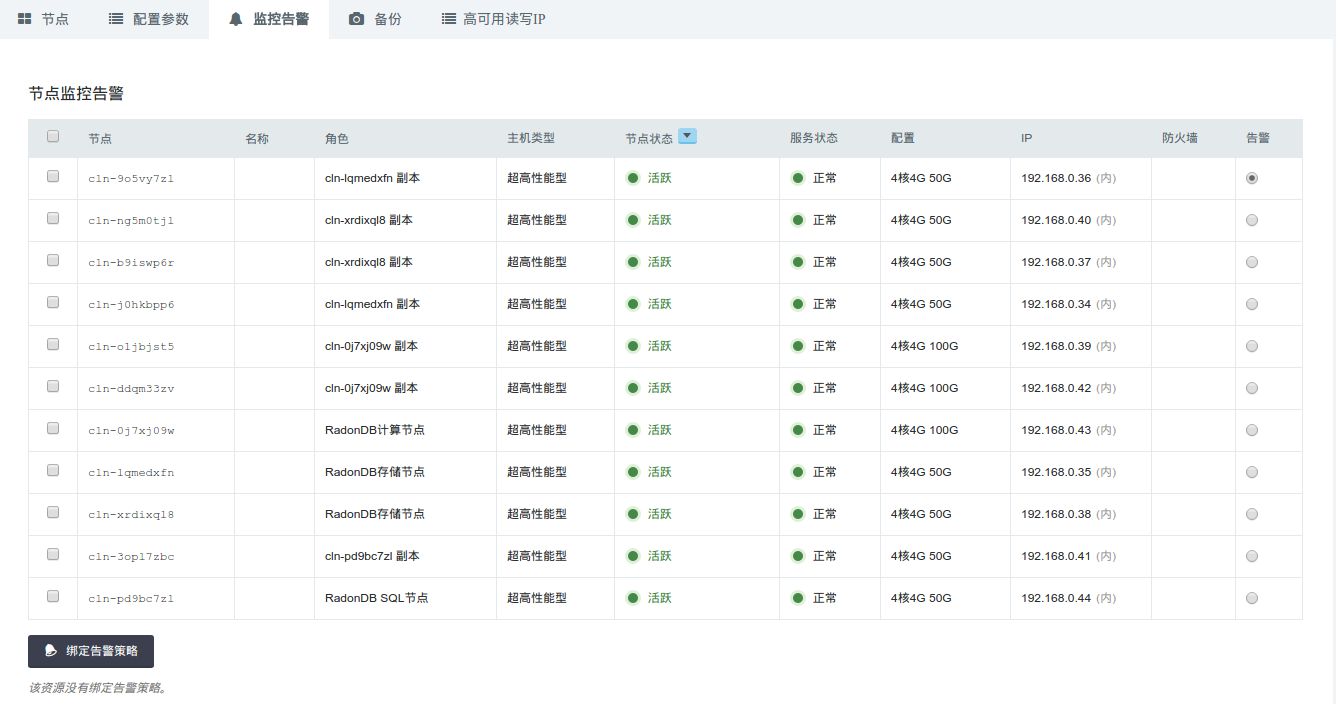 节点 配置参数 监控告警 备份 高可用读写IP
节点监控告警
节点 名称 角色 主机类型 节点状态 服务状态 配置 IP 防火墙 告警
cln-9o5vy7zl cln-lqmedxfn 副本 超高性能型 活跃 正常 4核4G 50G 192.168.0.36 (内)
cln-ng5m0tjl cln-xrdixql8 副本 超高性能型 活跃 正常 4核4G 50G 192.168.0.40 (内)
cln-b9iswp6r cln-xrdixql8 副本 超高性能型 活跃 正常 4核4G 50G 192.168.0.37 (内)
cln-j0hkbpp6 cln-lqmedxfn 副本 超高性能型 活跃 正常 4核4G 50G 192.168.0.34 (内)
cln-oljbjst5 cln-0j7xj09w 副本 超高性能型 活跃 正常 4核4G 100G 192.168.0.39 (内)
cln-ddqm33zv cln-0j7xj09w 副本 超高性能型 活跃 正常 4核4G 100G 192.168.0.42 (内)
cln-0j7xj09w RadonDB计算节点 超高性能型 活跃 正常 4核4G 100G 192.168.0.43 (内)
cln-lqmedxfn RadonDB存储节点 超高性能型 活跃 正常 4核4G 50G 192.168.0.35 (内)
cln-xrdixql8 RadonDB存储节点 超高性能型 活跃 正常 4核4G 50G 192.168.0.38 (内)
cln-3opl7zbc cln-pd9bc7zl 副本 超高性能型 活跃 正常 4核4G 50G 192.168.0.41 (内)
cln-pd9bc7zl RadonDB SQL节点 超高性能型 活跃 正常 4核4G 50G 192.168.0.44 (内)
绑定告警策略
该资源没有绑定告警策略。